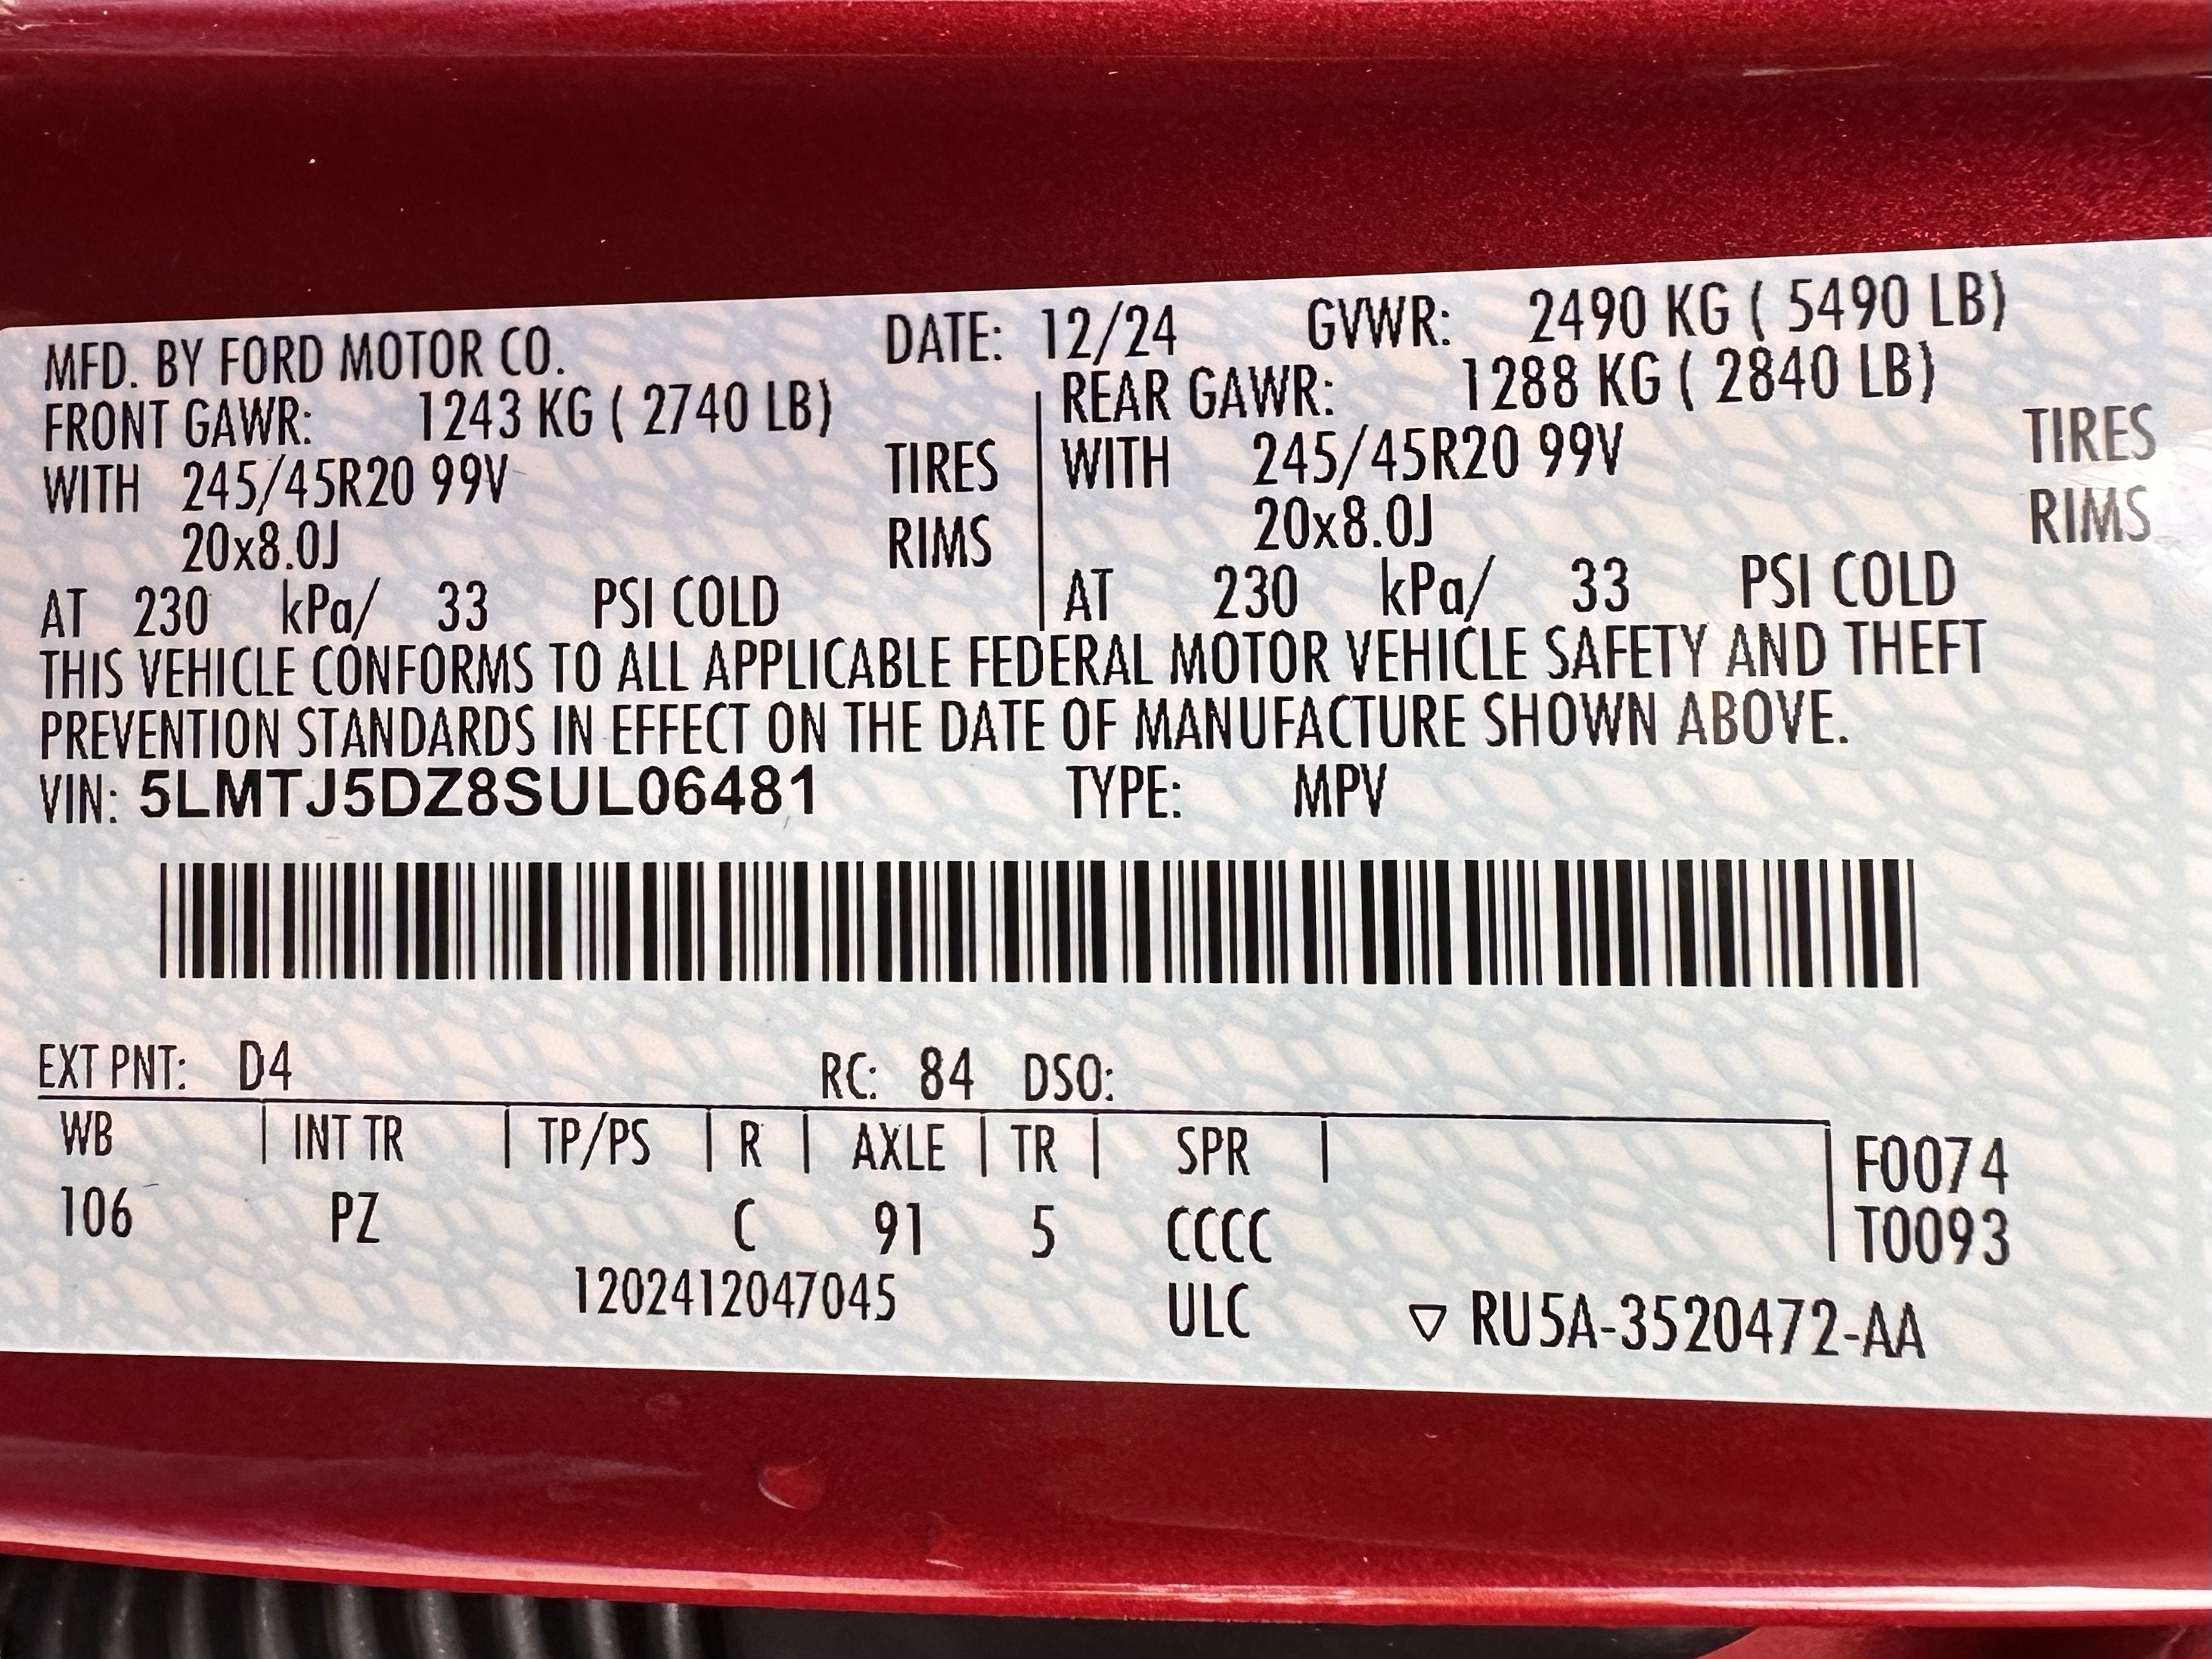 MFD. BY FORD MOTOR CO. DATE: 12/24 GVWR: 2490 KG ( 5490 LB)
FRONT GAWR: 1243 KG ( 2740 LB) REAR GAWR: 1288 KG ( 2840 LB)
WITH 245/45R20 99V TIRES WITH 245/45R20 99V TIRES
20x8.0J RIMS 20x8.0J RIMS
AT 230 kPa/ 33 PSI COLD AT 230 kPa/ 33 PSI COLD
THIS VEHICLE CONFORMS TO ALL APPLICABLE FEDERAL MOTOR VEHICLE SAFETY AND THEFT
PREVENTION STANDARDS IN EFFECT ON THE DATE OF MANUFACTURE SHOWN ABOVE.
VIN: 5LMTJ5DZ8SUL06481 TYPE: MPV
EXT PNT: D4 RC: 84 DSO:
WB INT TR TP/PS R AXLE TR SPR F0074
106 PZ C 91 5 CCCC T0093
1202412047045 ULC ▽ RU5A-3520472-AA